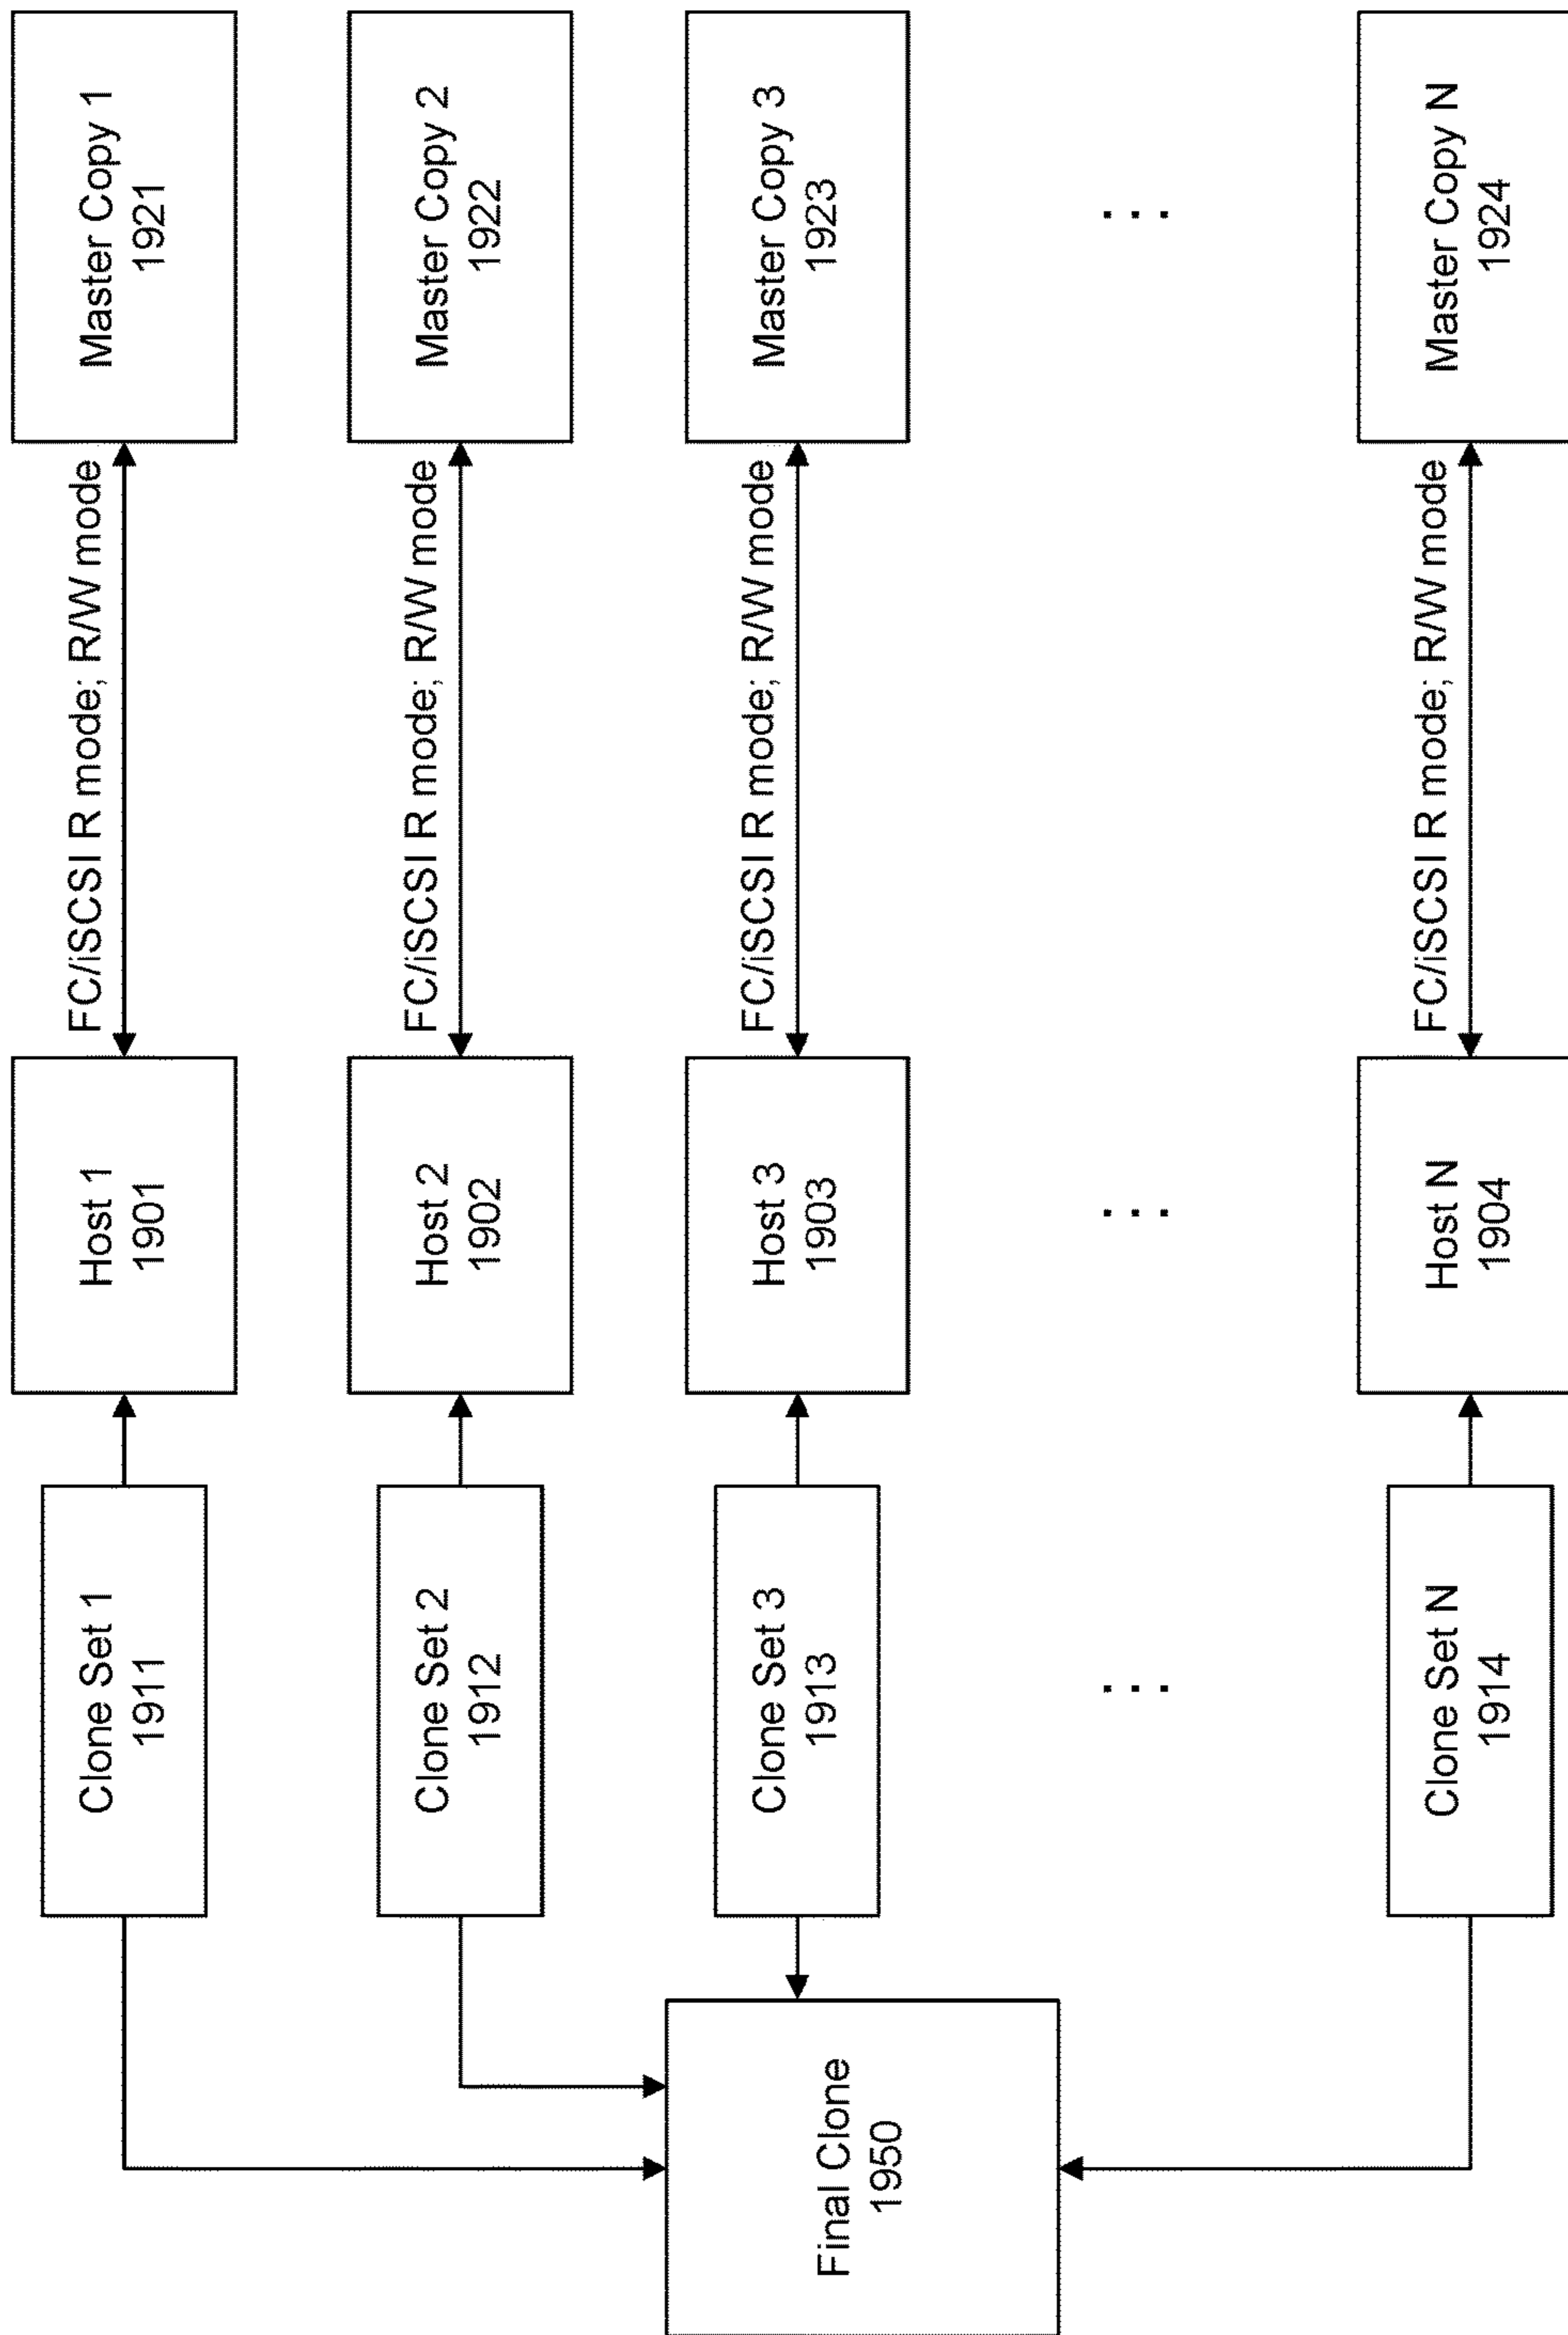 Master Copy 1
1921
Master Copy 2
1922
Master Copy 3
1923
...
Master Copy N
1924
FC/iSCSI R mode; R/W mode
FC/iSCSI R mode; R/W mode
FC/iSCSI R mode; R/W mode
FC/iSCSI R mode; R/W mode
Host 1
1901
Host 2
1902
Host 3
1903
...
Host N
1904
Clone Set 1
1911
Clone Set 2
1912
Clone Set 3
1913
...
Clone Set N
1914
Final Clone
1950